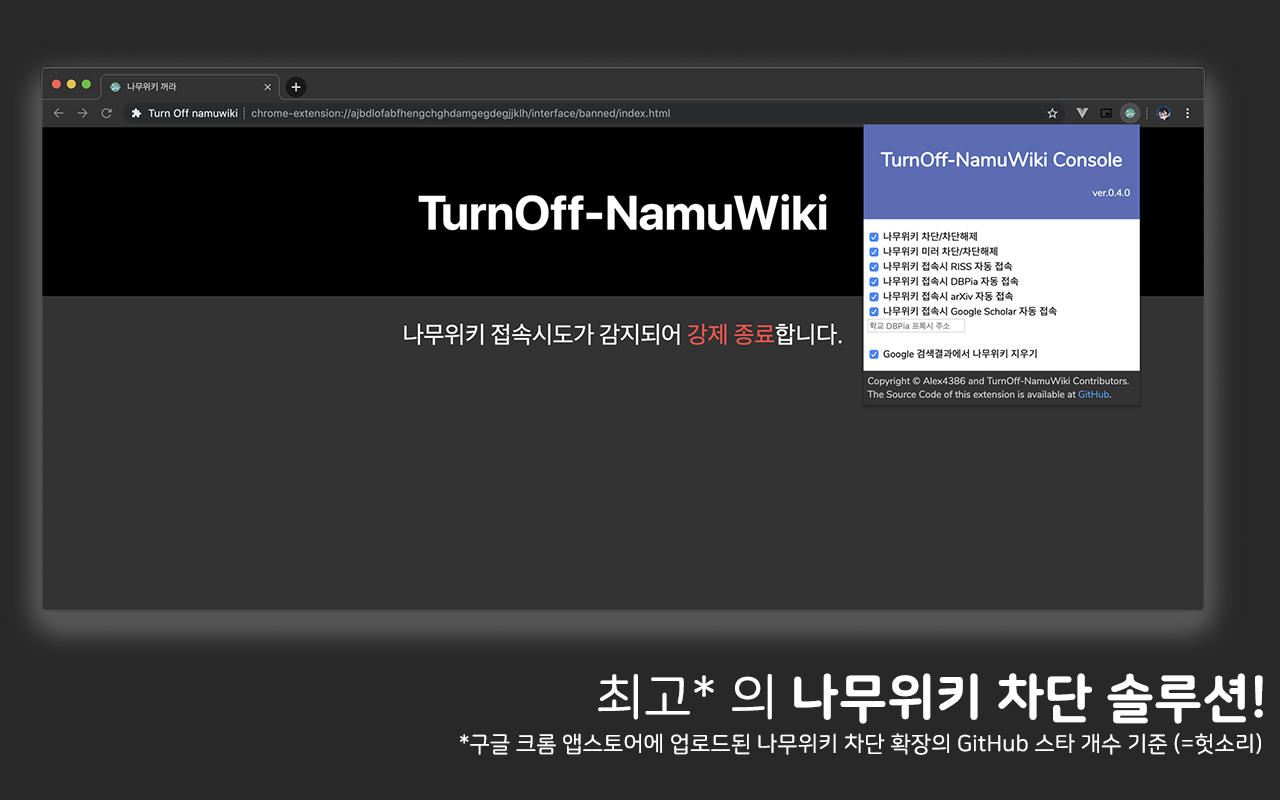 나무위키 꺼라
Turn Off namuwiki
chrome-extension://ajbdlofabfhengchghdamgegdegjjklh/interface/banned/index.html
TurnOff-NamuWiki
나무위키 접속시도가 감지되어 강제 종료합니다.
TurnOff-NamuWiki Console
ver.0.4.0
나무위키 차단/차단해제
나무위키 미러 차단/차단해제
나무위키 접속시 RISS 자동 접속
나무위키 접속시 DBPia 자동 접속
나무위키 접속시 arXiv 자동 접속
나무위키 접속시 Google Scholar 자동 접속
학교 DBPia 프록시 주소
Google 검색결과에서 나무위키 지우기
Copyright © Alex4386 and TurnOff-NamuWiki Contributors.
The Source Code of this extension is available at GitHub.
최고* 의 나무위키 차단 솔루션!
*구글 크롬 앱스토어에 업로드된 나무위키 차단 확장의 GitHub 스타 개수 기준 (=헛소리)